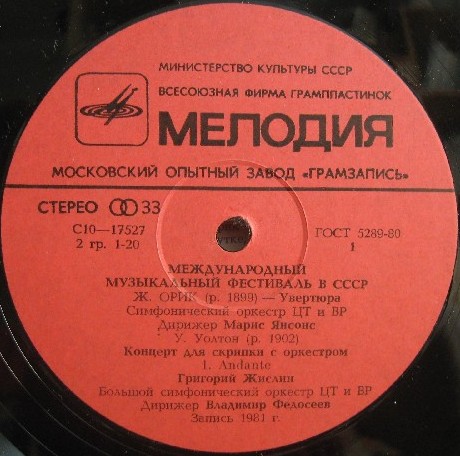 МИНИСТЕРСТВО КУЛЬТУРЫ СССР
ВСЕСОЮЗНАЯ ФИРМА ГРАМПЛАСТИНОК
МЕЛОДИЯ
МОСКОВСКИЙ ОПЫТНЫЙ ЗАВОД «ГРАМЗАПИСЬ»
СТЕРЕО 33
С10—17527
2 гр. 1-20
ГОСТ 5289-80
1
МЕЖДУНАРОДНЫЙ
МУЗЫКАЛЬНЫЙ ФЕСТИВАЛЬ В СССР
Ж. ОРИК (р. 1899) — Увертюра
Симфонический оркестр ЦТ и ВР
Дирижер Марис Янсонс
У. Уолтон (р. 1902)
Концерт для скрипки с оркестром
1. Andante
Григорий Жислин
Большой симфонический оркестр ЦТ и ВР
Дирижер Владимир Федосеев
Запись 1981 г.